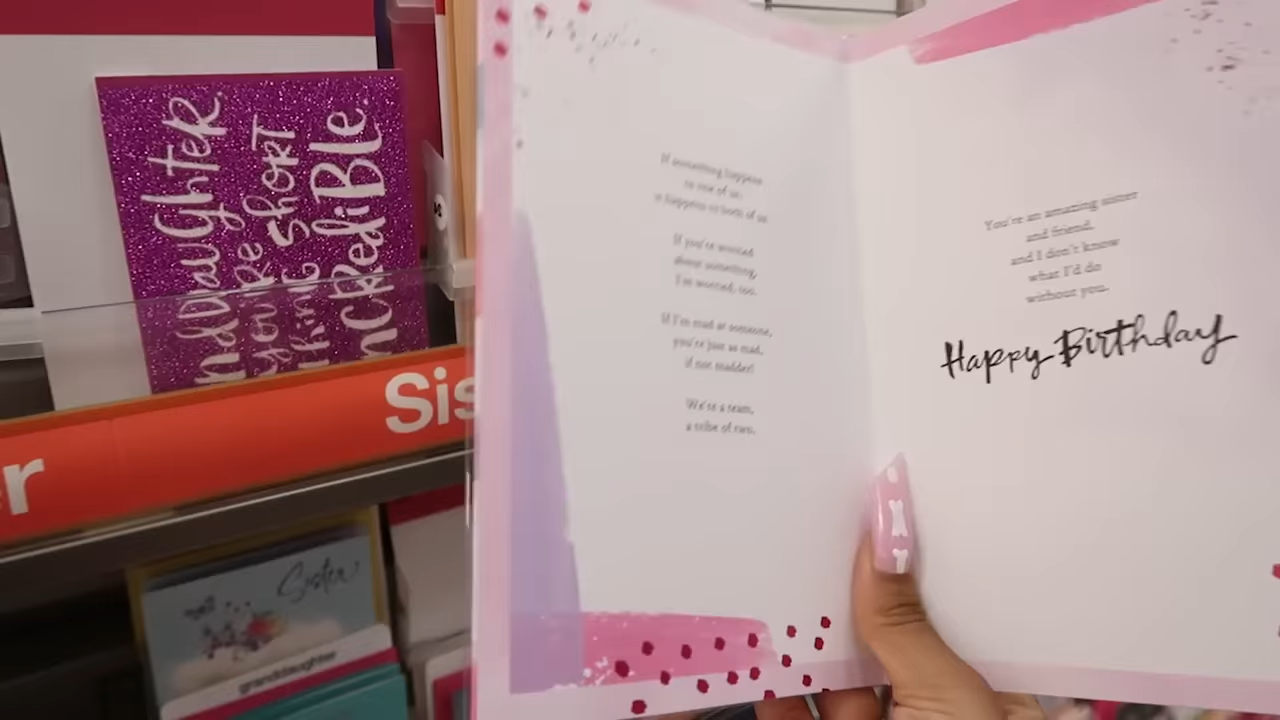 If something happens
to one of us,
it happens to both of us.
If you're worried
about something,
I'm worried, too.
If I'm mad at someone,
you're just as mad,
if not madder!
We're a team,
a tribe of two.
You're an amazing sister
and friend,
and I don't know
what I'd do
without you.
Happy Birthday
ndDAUGHTER,
you're
thinc SHORT
ncRediBLe.
r
Sis
Sister
granddaughter